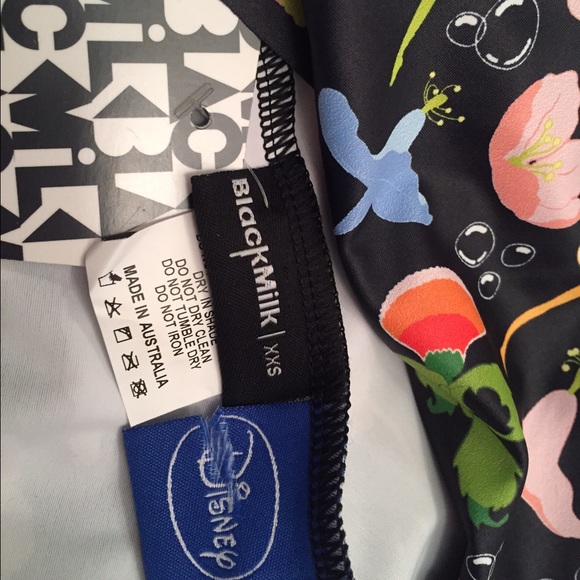 BLACKMILK | XXS
DRY IN SHADE
DO NOT DRY CLEAN
DO NOT TUMBLE DRY
DO NOT IRON
MADE IN AUSTRALIA
Disney